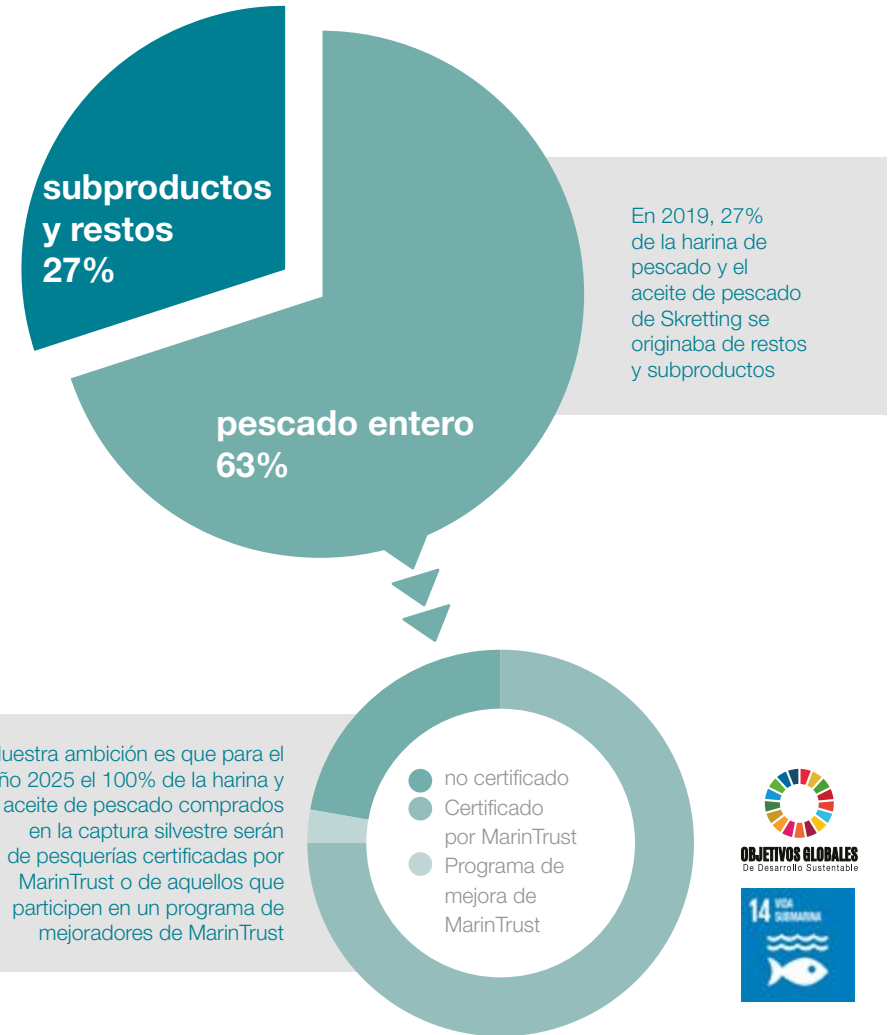 subproductos
y restos
27%
En 2019, 27%
de la harina de
pescado y el
aceite de pescado
de Skretting se
originaba de restos
y subproductos
pescado entero
63%
uestra ambición es que para el
ño 2025 el 100% de la harina y
aceite de pescado comprados
en la captura silvestre serán
de pesquerías certificadas por
MarinTrust o de aquellos que
participen en un programa de
mejoradores de MarinTrust
no certificado
Certificado
por MarinTrust
Programa de
mejora de
MarinTrust
OBJETIVOS GLOBALES
De Desarrollo Sustentable
14 VIDA
SUBMARINA